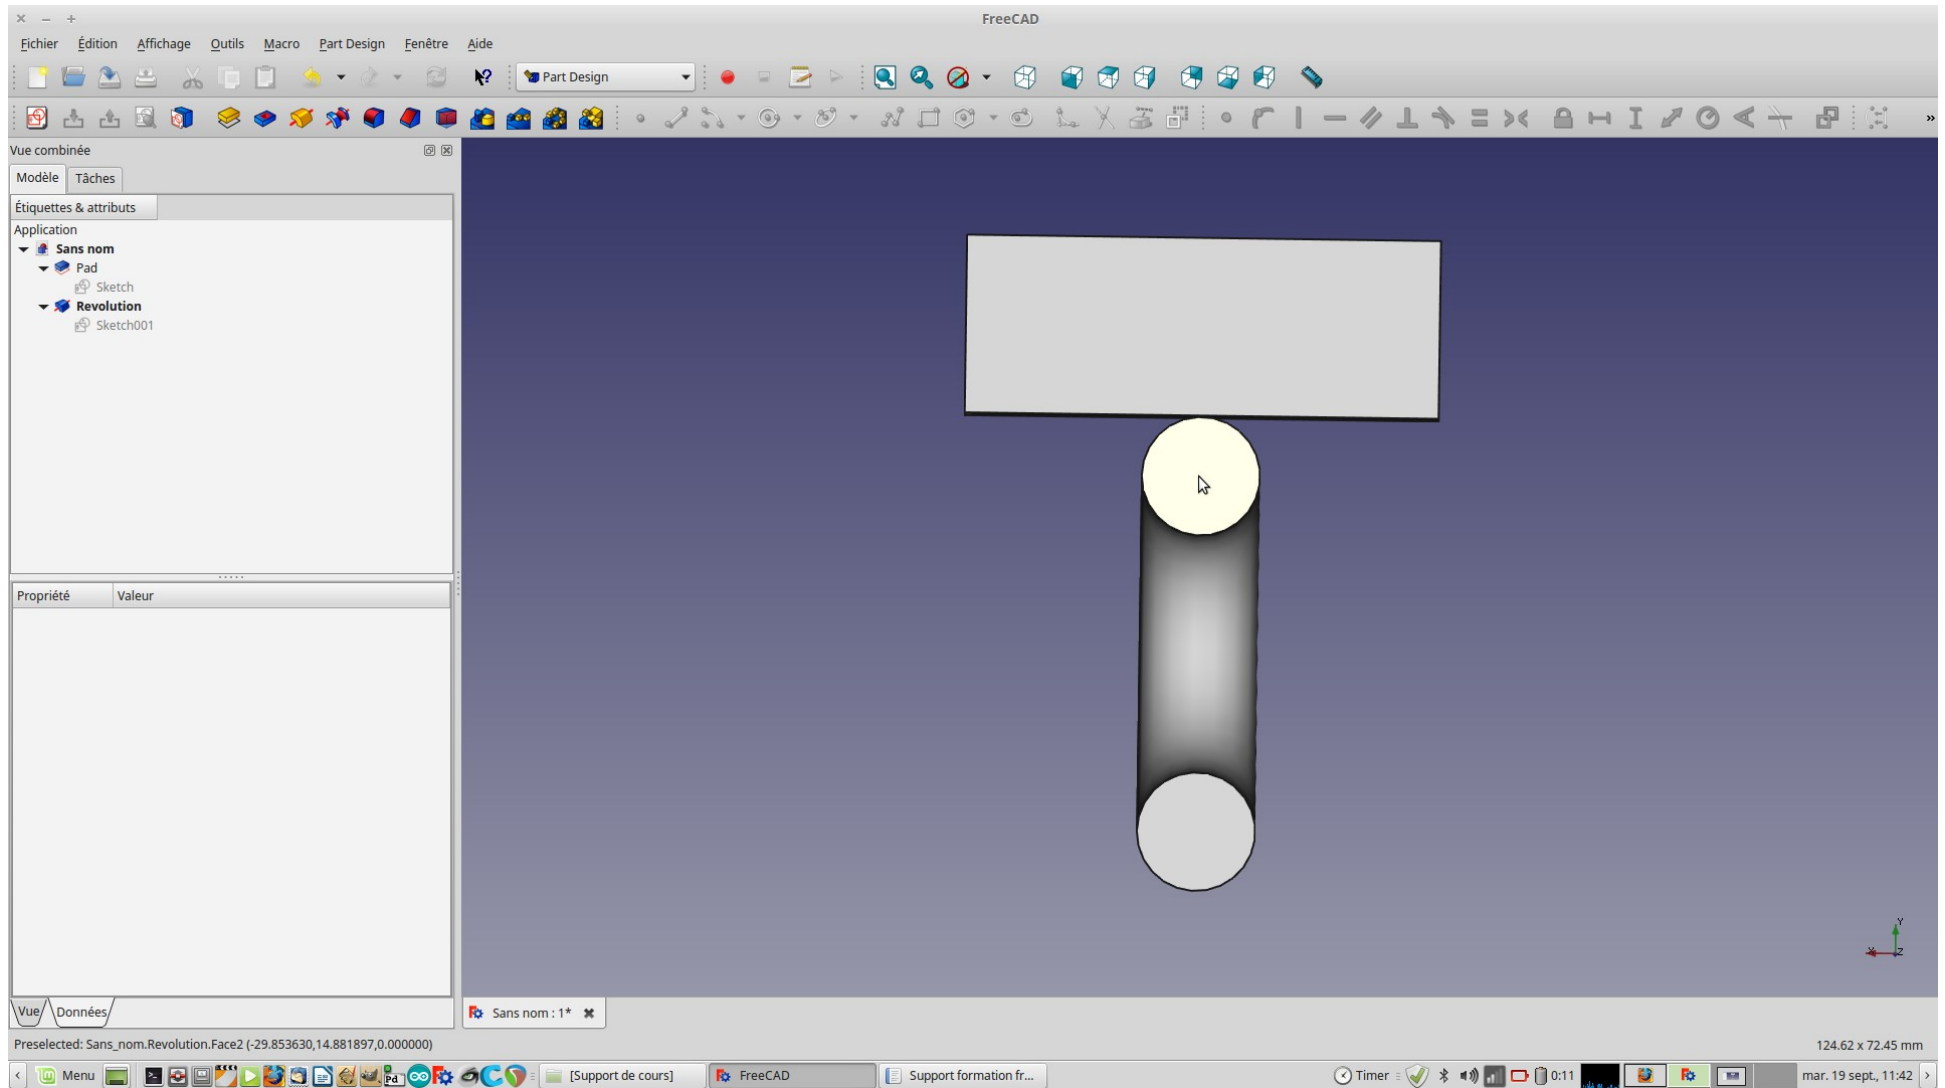 FreeCAD
Fichier Édition Affichage Outils Macro Part Design Fenêtre Aide
Part Design
»
Vue combinée
Modèle Tâches
Étiquettes & attributs
Application
Sans nom
Pad
Sketch
Revolution
Sketch001
Propriété Valeur
Y
X Z
Vue Données
Sans nom : 1*
Preselected: Sans_nom.Revolution.Face2 (-29.853630,14.881897,0.000000)
124.62 x 72.45 mm
Menu Pd [Support de cours] FreeCAD Support formation fr... Timer 0:11 mar. 19 sept., 11:42